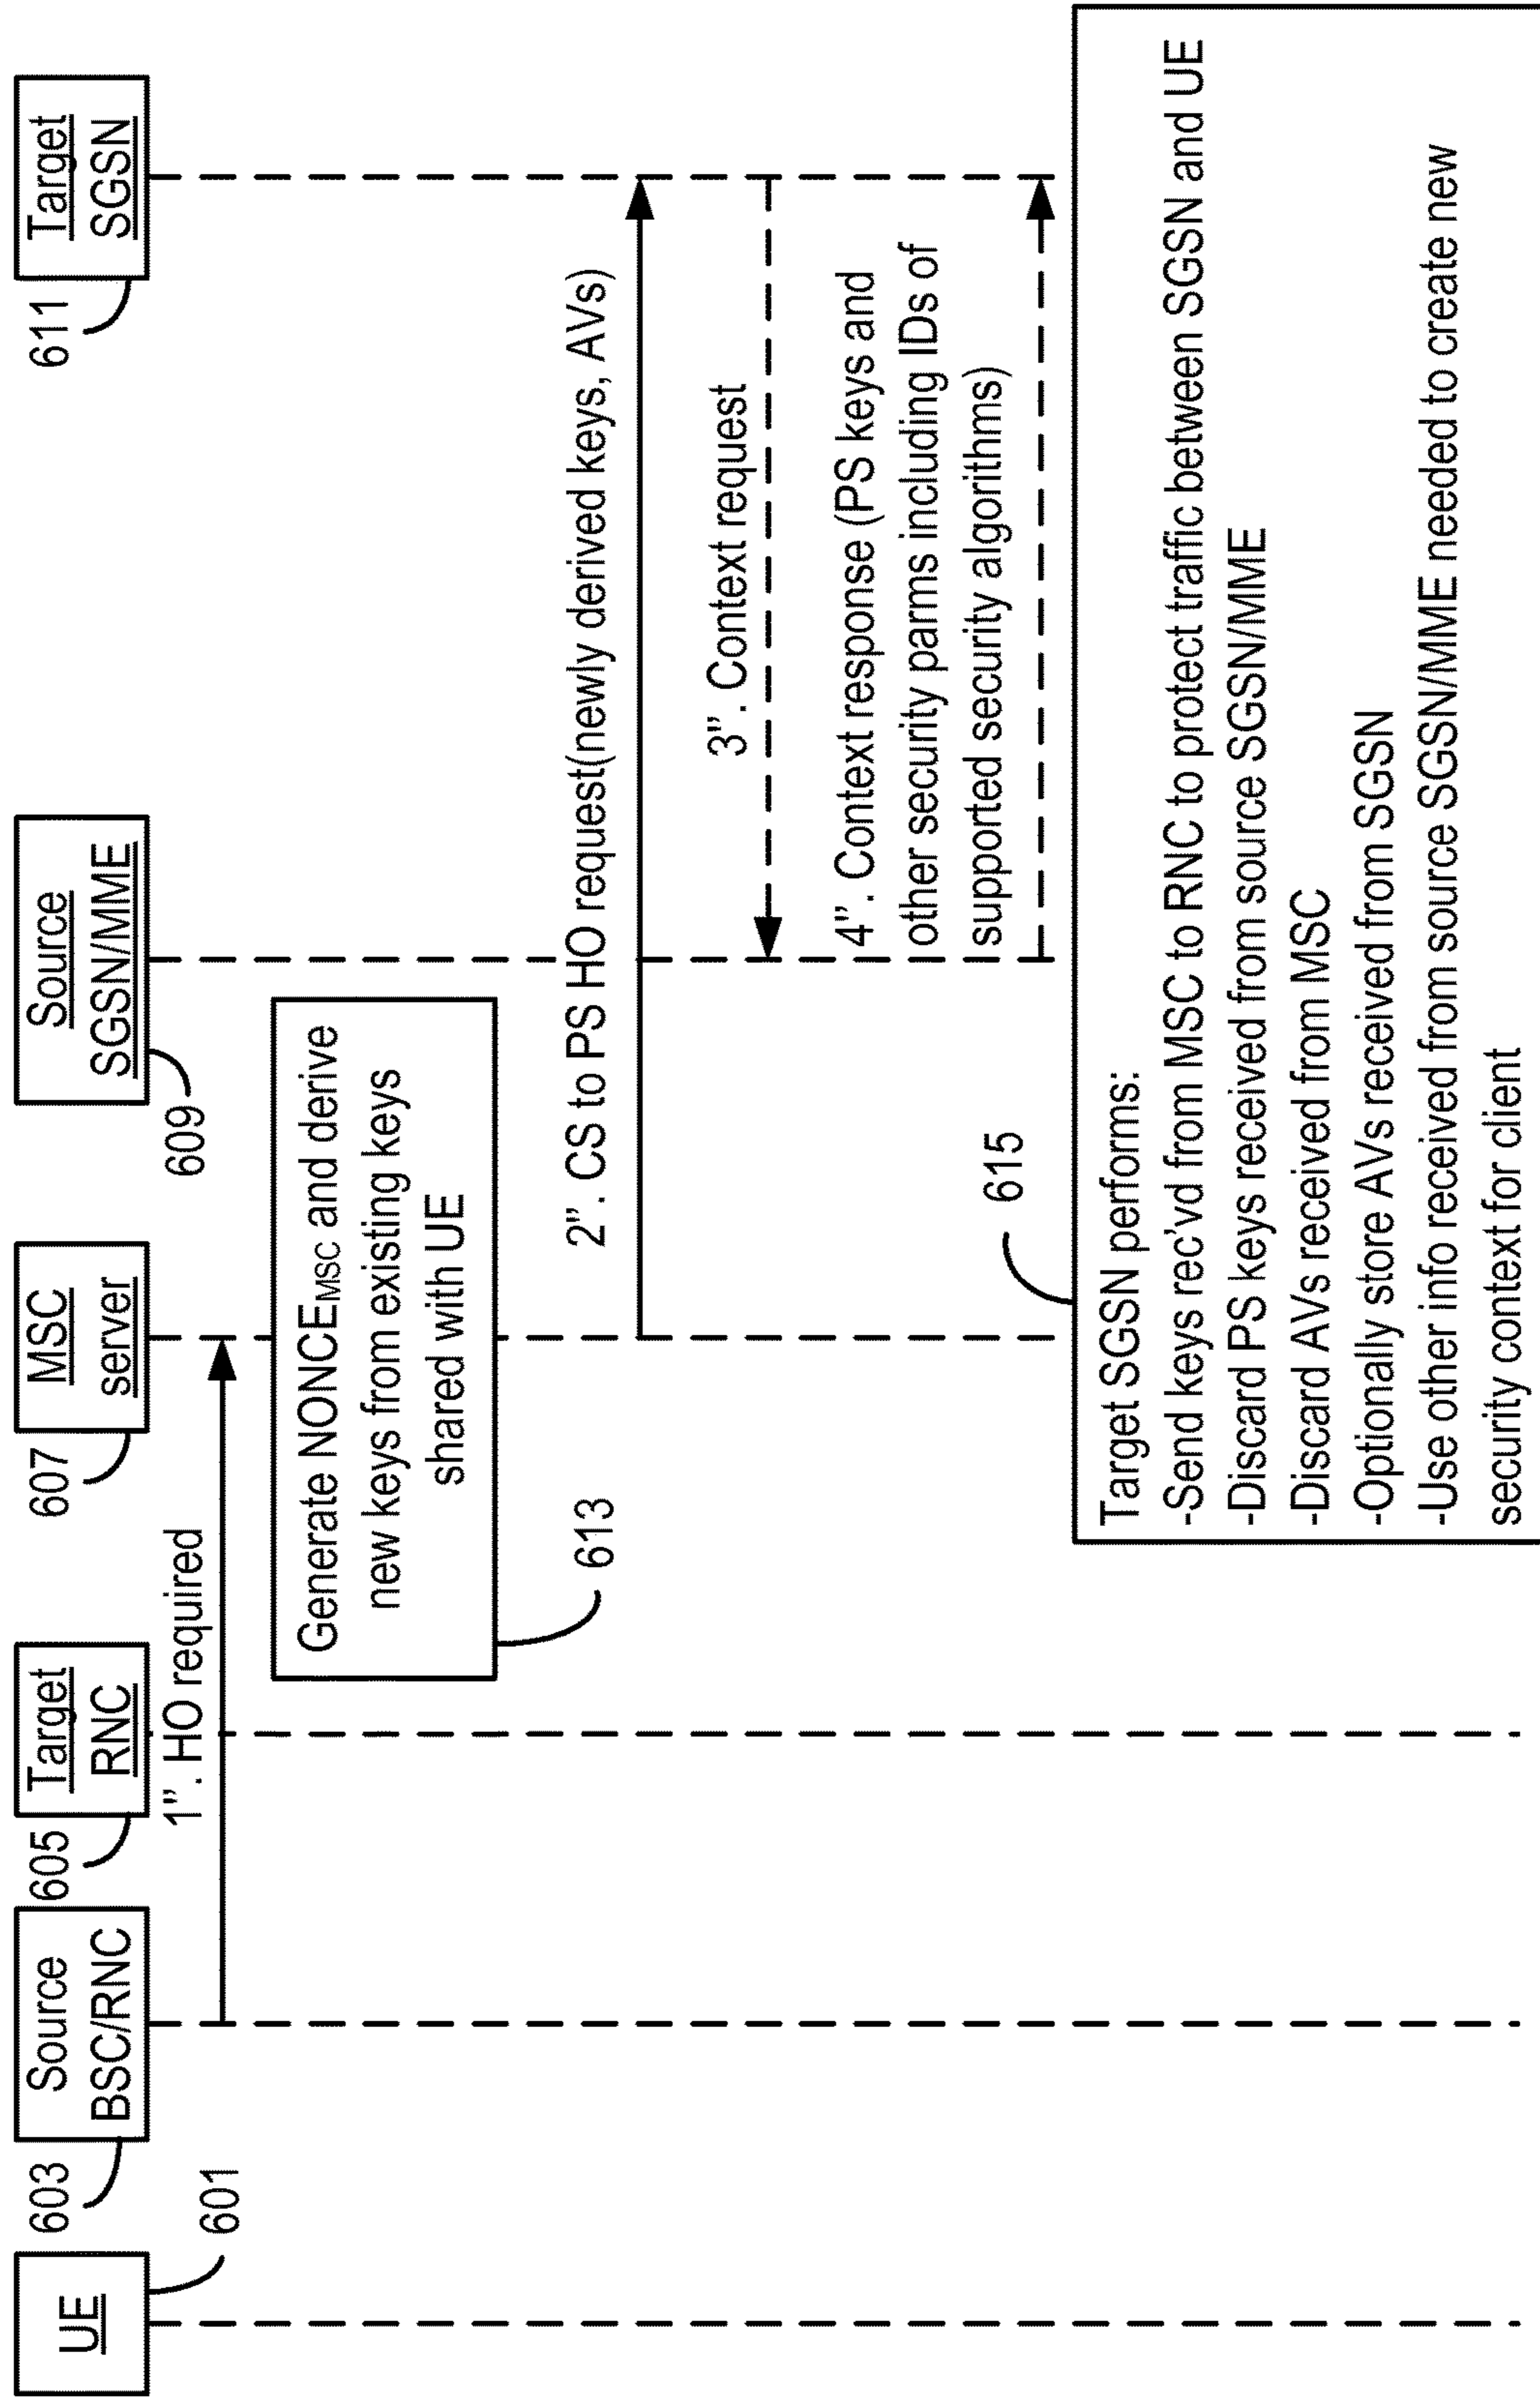 UE
601
Source
BSC/RNC
603
Target
RNC
605
MSC
server
607
Source
SGSN/MME
609
Target
SGSN
611
1”. HO required
Generate NONCEMSC and derive
new keys from existing keys
shared with UE
613
2”. CS to PS HO request(newly derived keys, AVs)
3”. Context request
4”. Context response (PS keys and
other security parms including IDs of
supported security algorithms)
615
Target SGSN performs:
-Send keys rec’vd from MSC to RNC to protect traffic between SGSN and UE
-Discard PS keys received from source SGSN/MME
-Discard AVs received from MSC
-Optionally store AVs received from SGSN
-Use other info received from source SGSN/MME needed to create new
security context for client